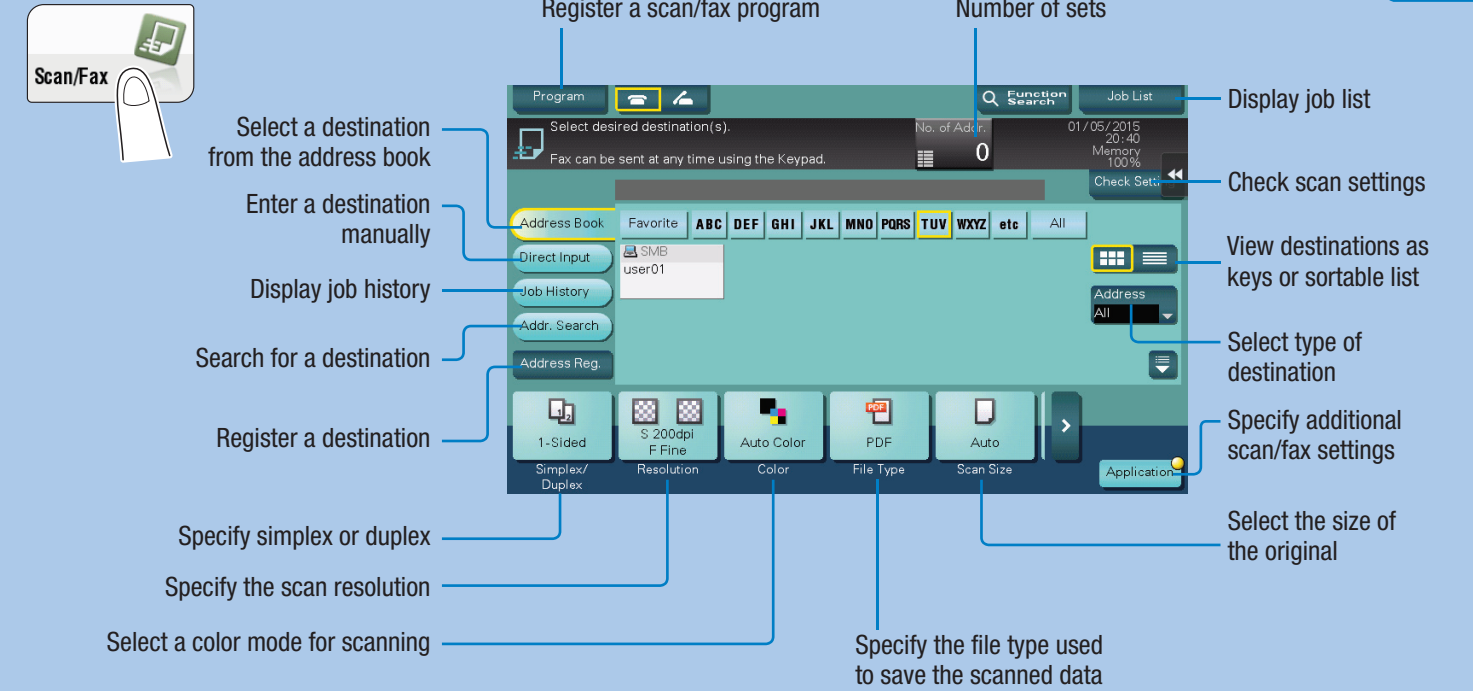 Register a scan/fax program
Number of sets
Scan/Fax
Program
Function
Search
Job List
Display job list
Select a destination
from the address book
Select desired destination(s).
Fax can be sent at any time using the Keypad.
No. of Addr.
0
01/05/2015
20:40
Memory
100%
Check Setti
Check scan settings
Enter a destination
manually
Address Book
Favorite
ABC
DEF
GHI
JKL
MNO
PQRS
TUV
WXYZ
etc
All
Direct Input
SMB
user01
View destinations as
keys or sortable list
Display job history
Job History
Address
All
Addr. Search
Search for a destination
Select type of
destination
Address Reg.
Register a destination
1-Sided
S 200dpi
F Fine
Auto Color
PDF
PDF
Auto
Specify additional
scan/fax settings
Simplex/
Duplex
Resolution
Color
File Type
Scan Size
Application
Specify simplex or duplex
Select the size of
the original
Specify the scan resolution
Select a color mode for scanning
Specify the file type used
to save the scanned data